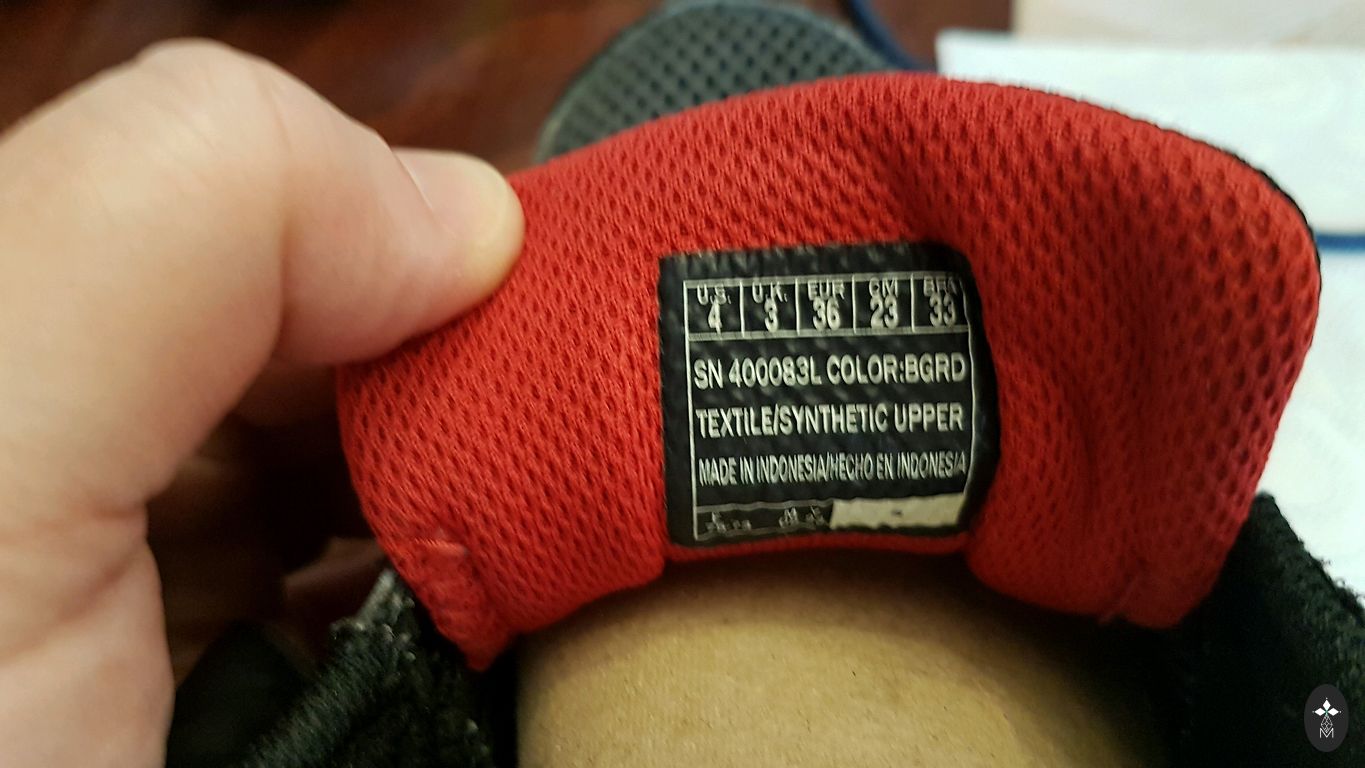 U.S. U.K. EUR CM BRA
4 3 36 23 33
SN 400083L COLOR:BGRD
TEXTILE/SYNTHETIC UPPER
MADE IN INDONESIA/HECHO EN INDONESIA